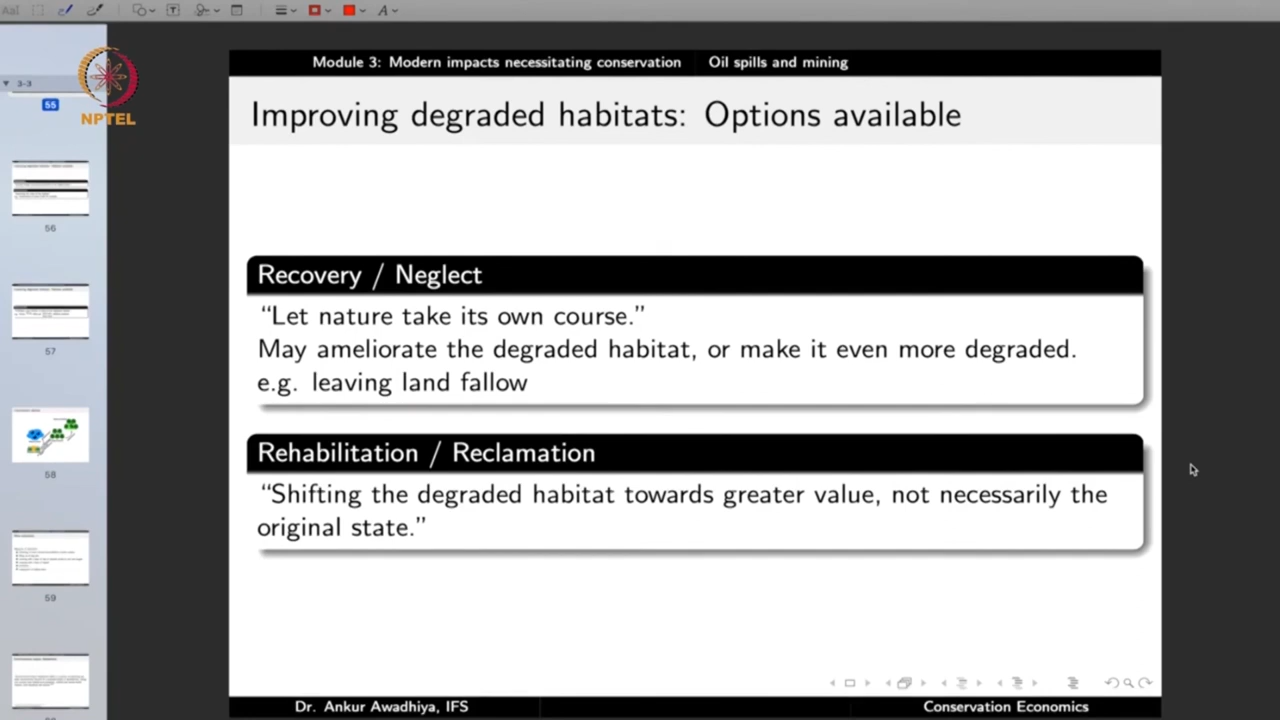 3-3
55
NPTEL
56
57
58
59
Module 3: Modern impacts necessitating conservation Oil spills and mining
Improving degraded habitats: Options available
Recovery / Neglect
“Let nature take its own course.”
May ameliorate the degraded habitat, or make it even more degraded.
e.g. leaving land fallow
Rehabilitation / Reclamation
“Shifting the degraded habitat towards greater value, not necessarily the
original state.”
Dr. Ankur Awadhiya, IFS Conservation Economics